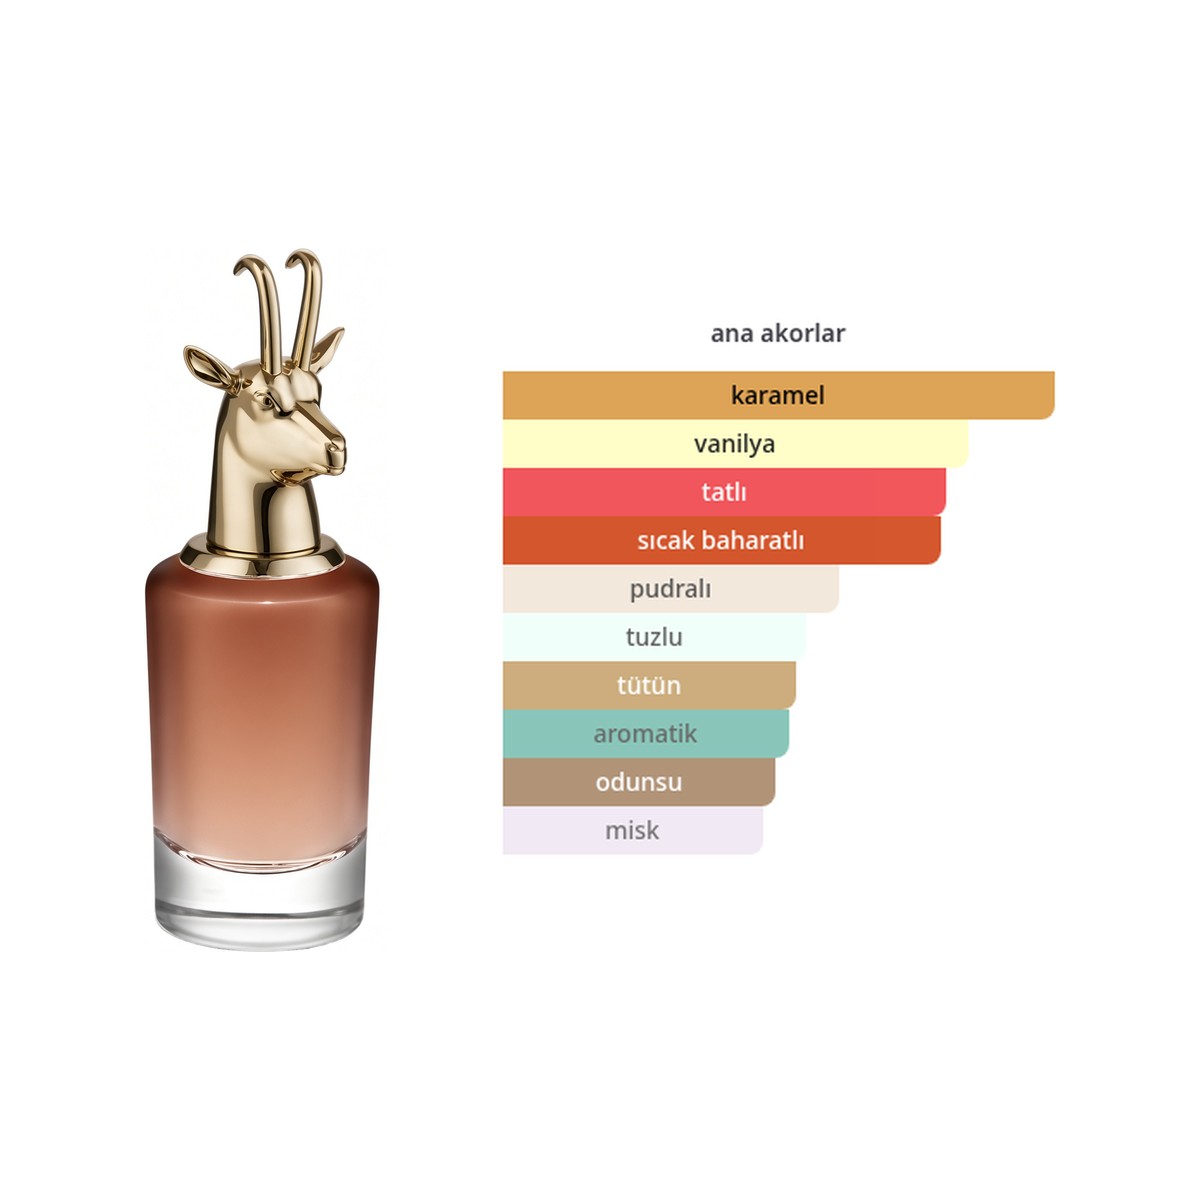 ana akorlar
karamel
vanilya
tatlı
sıcak baharatlı
pudralı
tuzlu
tütün
aromatik
odunsu
misk